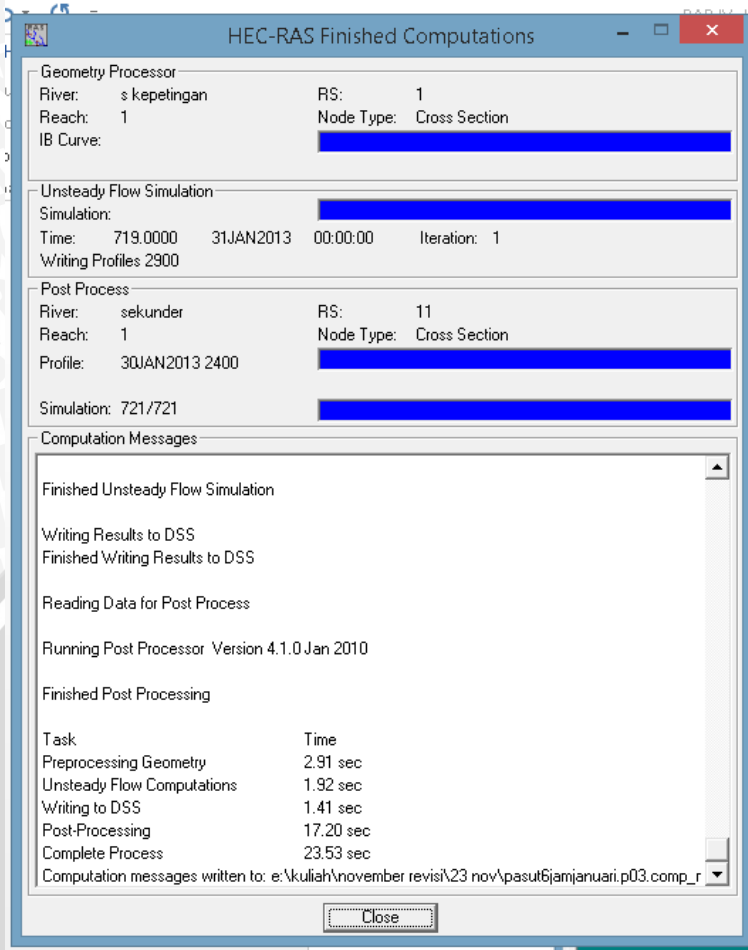 HEC-RAS Finished Computations
Geometry Processor
River: s kepetingan RS: 1
Reach: 1 Node Type: Cross Section
IB Curve:
Unsteady Flow Simulation
Simulation:
Time: 719.0000 31JAN2013 00:00:00 Iteration: 1
Writing Profiles 2900
Post Process
River: sekunder RS: 11
Reach: 1 Node Type: Cross Section
Profile: 30JAN2013 2400
Simulation: 721/721
Computation Messages
Finished Unsteady Flow Simulation
Writing Results to DSS
Finished Writing Results to DSS
Reading Data for Post Process
Running Post Processor Version 4.1.0 Jan 2010
Finished Post Processing
Task Time
Preprocessing Geometry 2.91 sec
Unsteady Flow Computations 1.92 sec
Writing to DSS 1.41 sec
Post-Processing 17.20 sec
Complete Process 23.53 sec
Computation messages written to: e:\kuliah\november revisi\23 nov\pasut6jamjanuari.p03.comp_r
Close